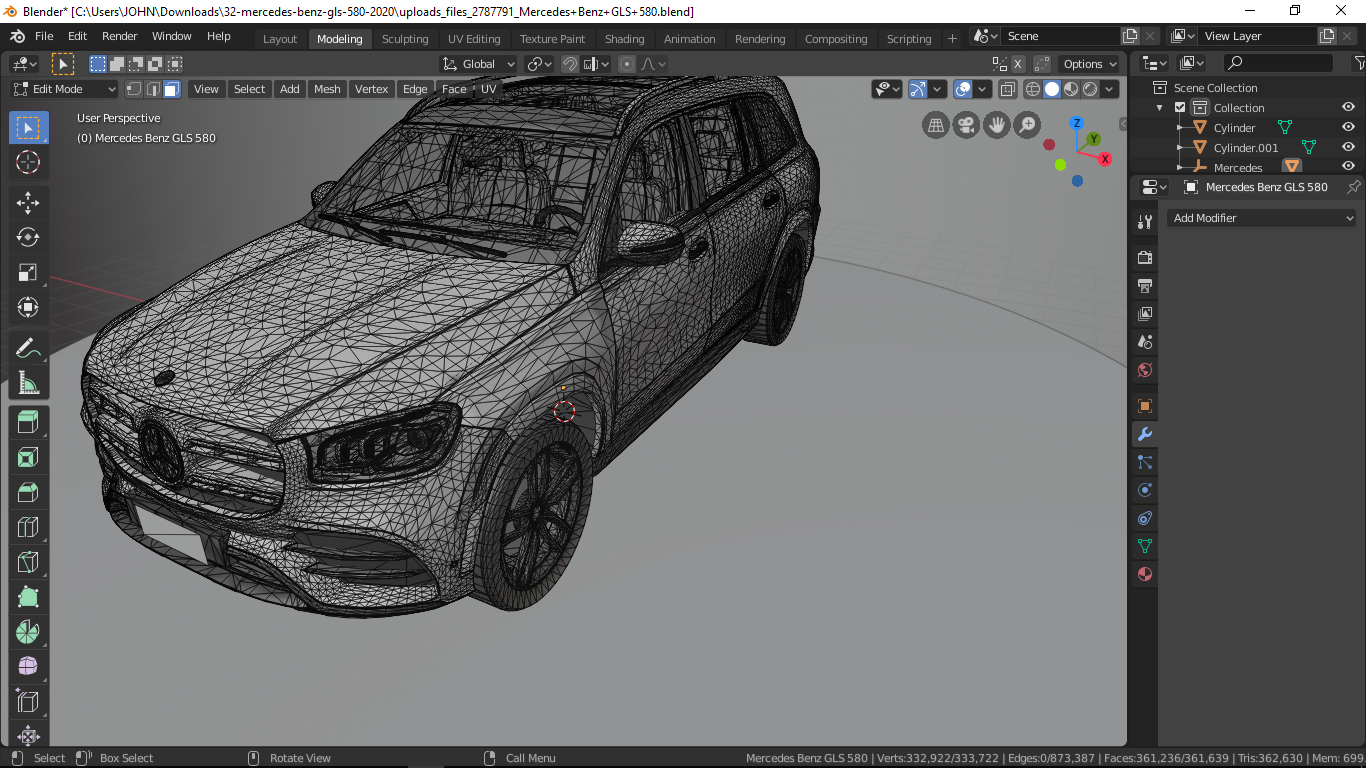 Blender* [C:\Users\JOHN\Downloads\32-mercedes-benz-gls-580-2020\uploads_files_2787791_Mercedes+Benz+GLS+580.blend]
File Edit Render Window Help Layout Modeling Sculpting UV Editing Texture Paint Shading Animation Rendering Compositing Scripting + Scene View Layer
Global X Options
Edit Mode View Select Add Mesh Vertex Edge Face UV
User Perspective
(0) Mercedes Benz GLS 580
Z
Y
X
Scene Collection
Collection
Cylinder
Cylinder.001
Mercedes
Mercedes Benz GLS 580
Add Modifier
Select Box Select Rotate View Call Menu Mercedes Benz GLS 580 | Verts:332,922/333,722 | Edges:0/873,387 | Faces:361,236/361,639 | Tris:362,630 | Mem: 699